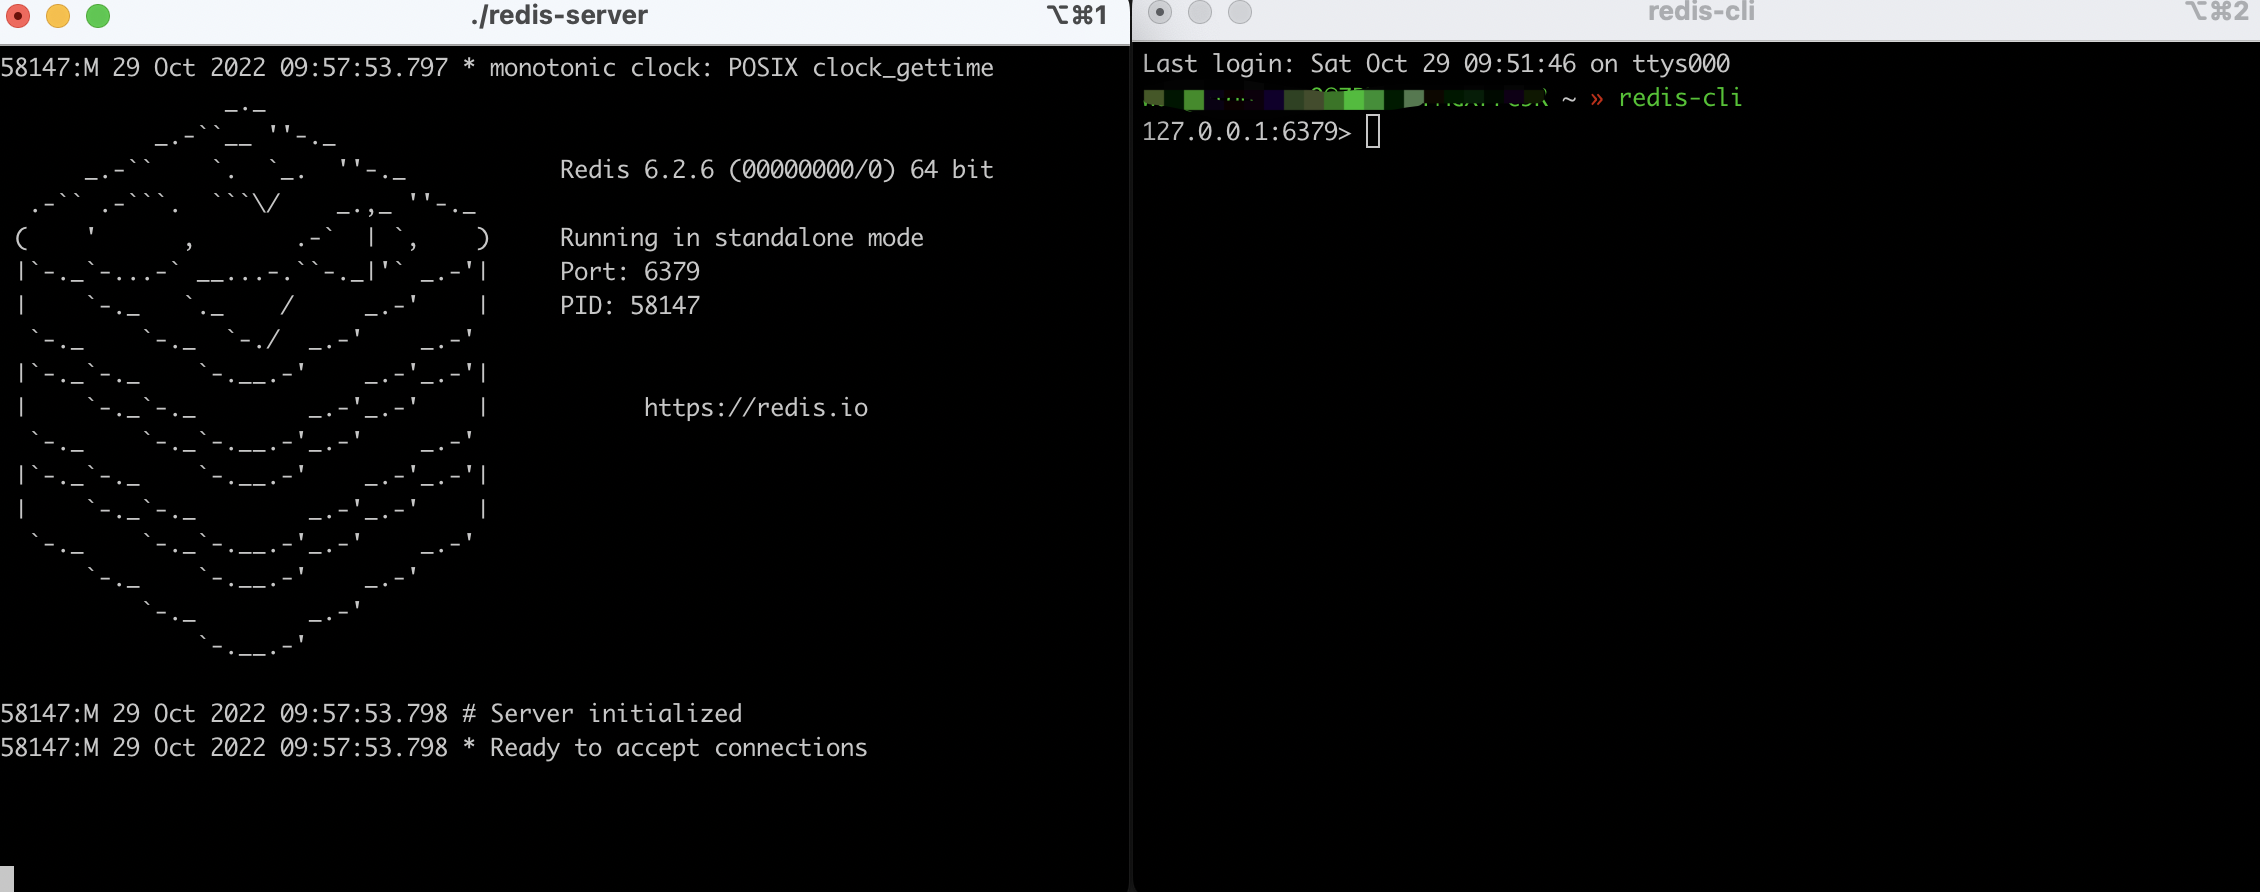 ./redis-server
⌥⌘1
58147:M 29 Oct 2022 09:57:53.797 * monotonic clock: POSIX clock_gettime
Redis 6.2.6 (00000000/0) 64 bit
Running in standalone mode
Port: 6379
PID: 58147
https://redis.io
58147:M 29 Oct 2022 09:57:53.798 # Server initialized
58147:M 29 Oct 2022 09:57:53.798 * Ready to accept connections
redis-cli
⌥⌘2
Last login: Sat Oct 29 09:51:46 on ttys000
~ » redis-cli
127.0.0.1:6379>